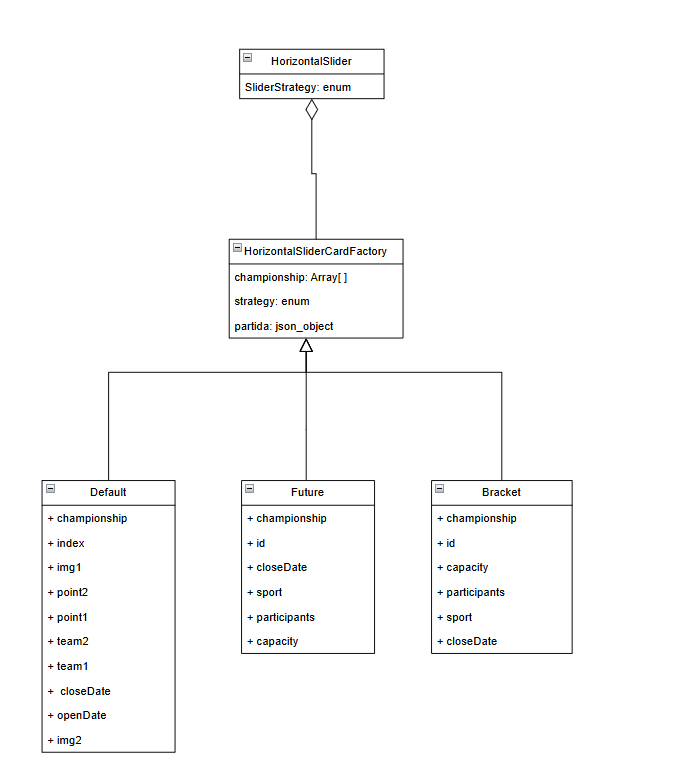 HorizontalSlider
SliderStrategy: enum
HorizontalSliderCardFactory
championship: Array[ ]
strategy: enum
partida: json_object
Default
+ championship
+ index
+ img1
+ point2
+ point1
+ team2
+ team1
+ closeDate
+ openDate
+ img2
Future
+ championship
+ id
+ closeDate
+ sport
+ participants
+ capacity
Bracket
+ championship
+ id
+ capacity
+ participants
+ sport
+ closeDate